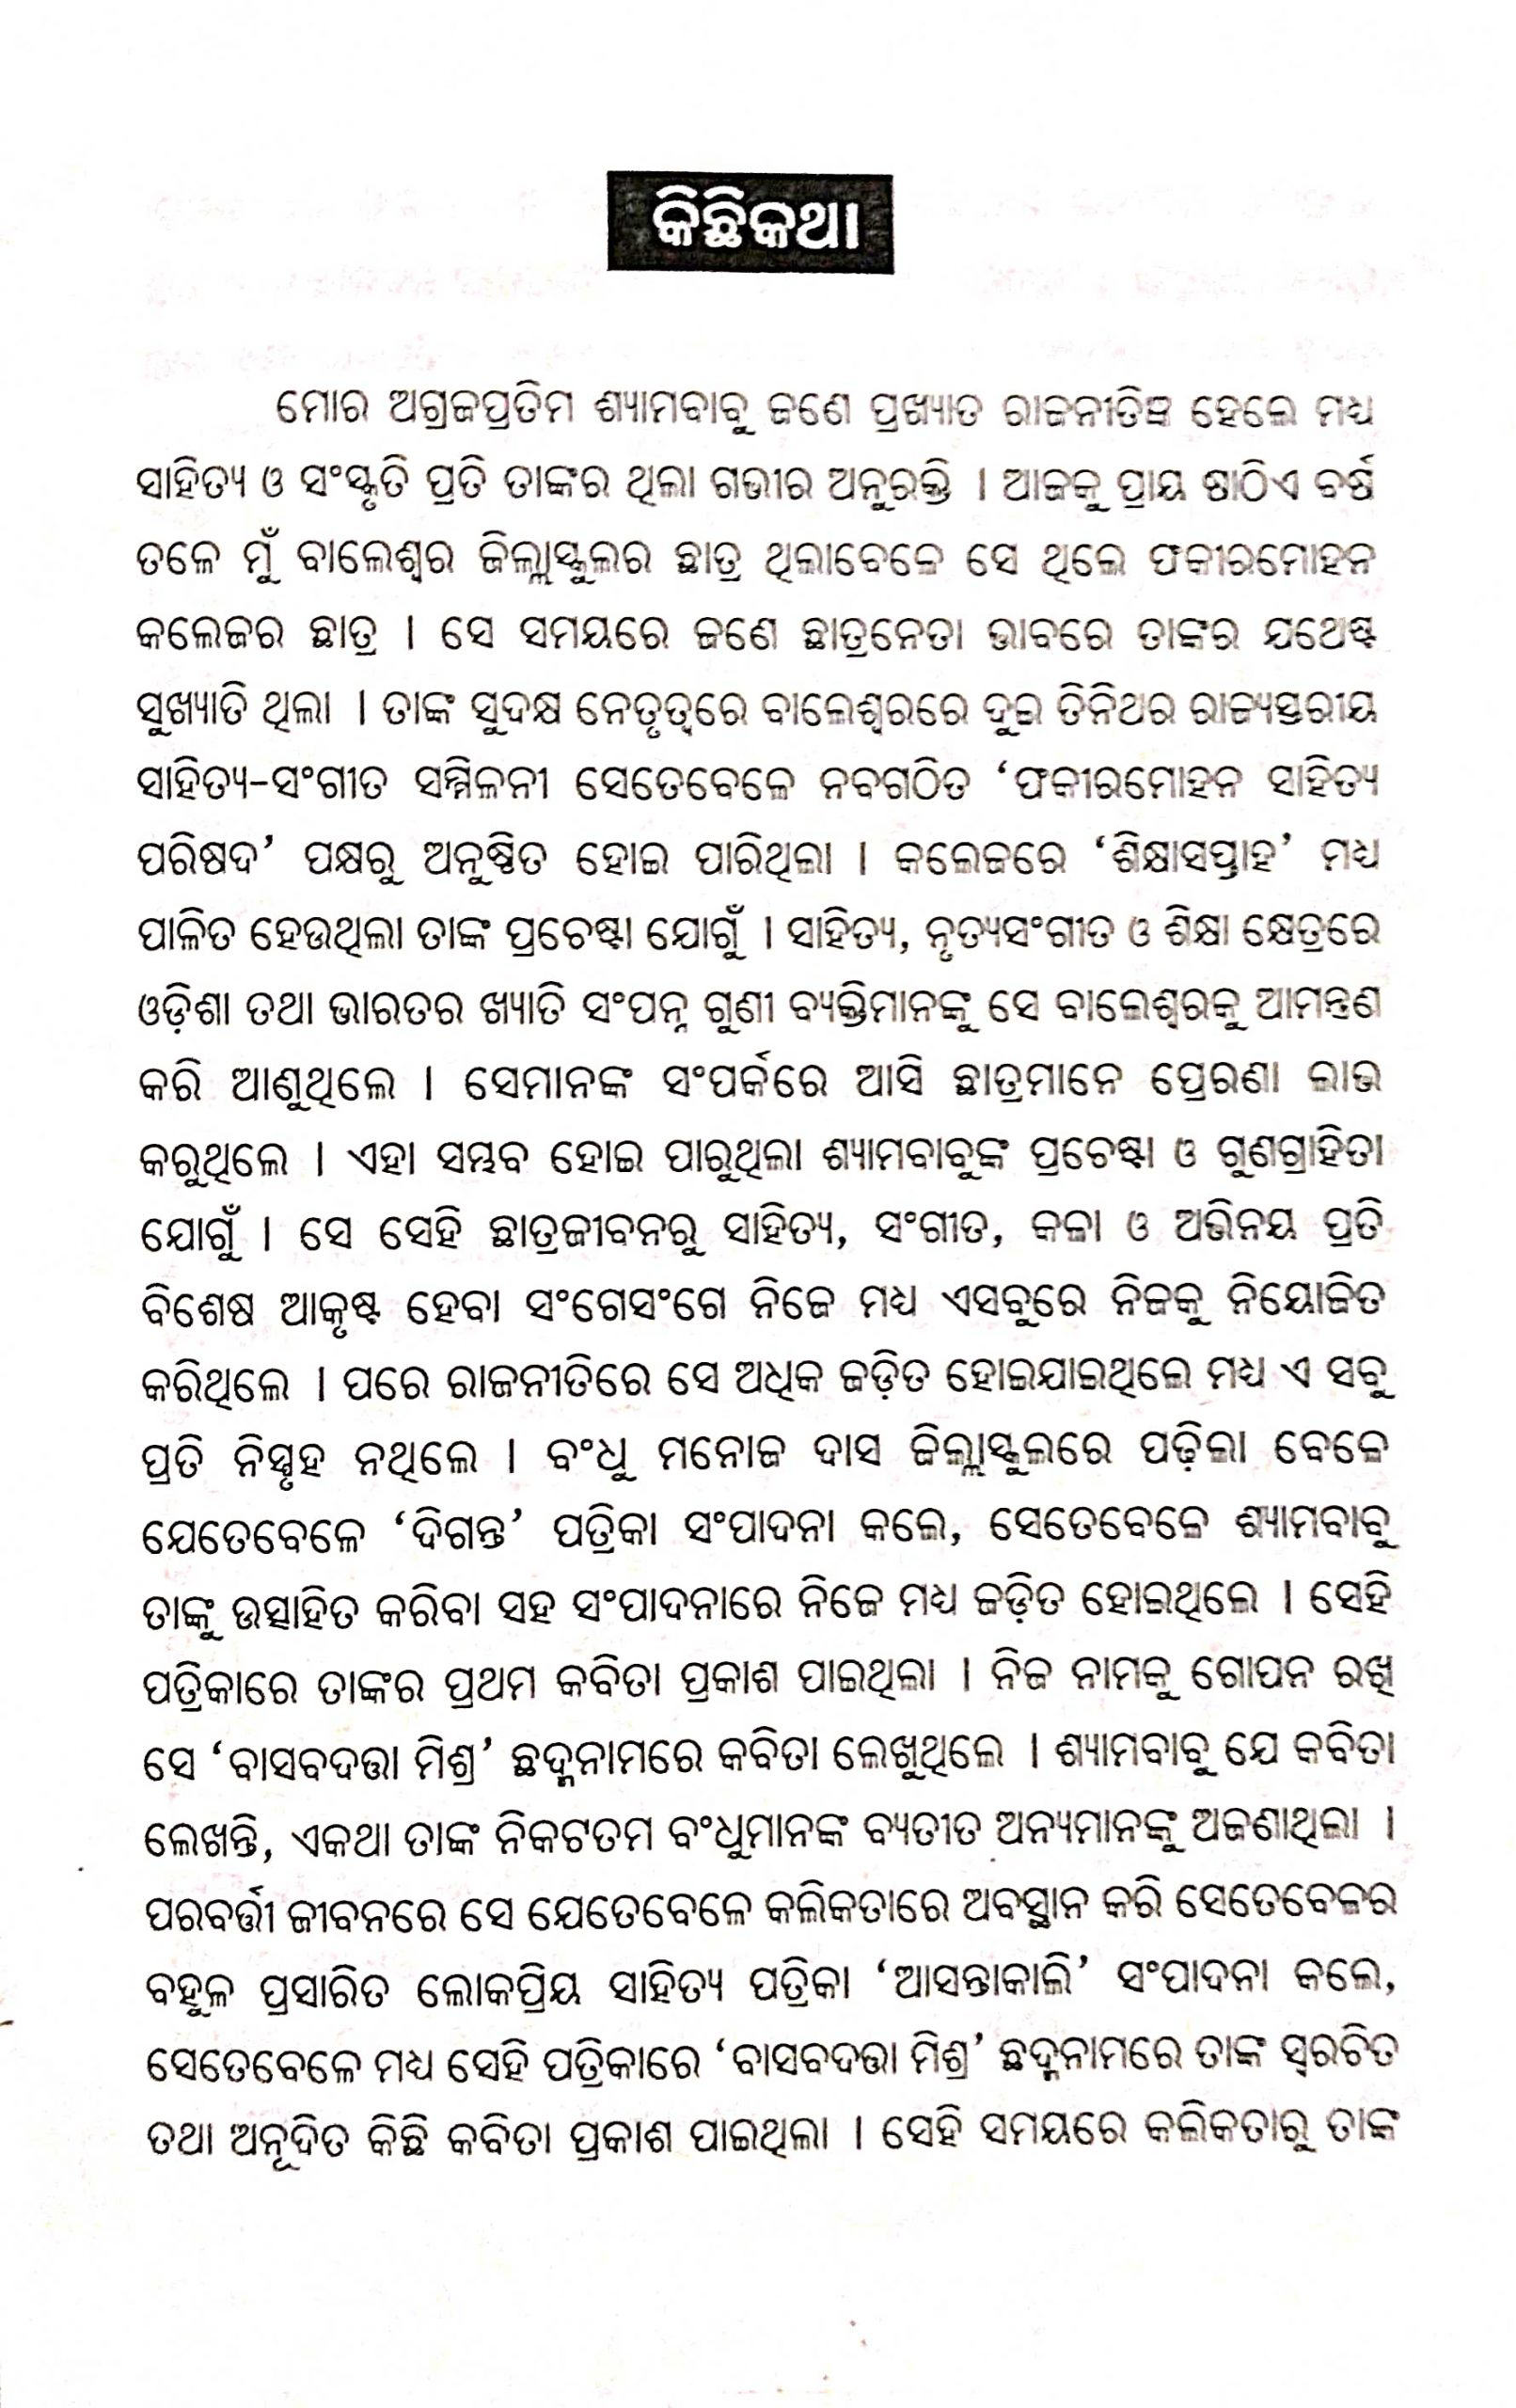 କିଛିକଥା
ମୋର ଅଗ୍ରଜପ୍ରତିମ ଶ୍ୟାମବାବୁ ଜଣେ ପ୍ରଖ୍ୟାତ ରାଜନୀତିଜ୍ଞ ହେଲେ ମଧ୍ୟ
ସାହିତ୍ୟ ଓ ସଂସ୍କୃତି ପ୍ରତି ତାଙ୍କର ଥିଲା ଗଭୀର ଅନୁରକ୍ତି । ଆଜକୁ ପ୍ରାୟ ଷାଠିଏ ବର୍ଷ
ତଳେ ମୁଁ ବାଲେଶ୍ଵର ଜିଲ୍ଲାସ୍କୁଲର ଛାତ୍ର ଥିଲାବେଳେ ସେ ଥିଲେ ଫକୀରମୋହନ
କଲେଜର ଛାତ୍ର । ସେ ସମୟରେ ଜଣେ ଛାତ୍ରନେତା ଭାବରେ ତାଙ୍କର ଯଥେଷ୍ଟ
ସୁଖ୍ୟାତି ଥିଲା । ତାଙ୍କ ସୁଦକ୍ଷ ନେତୃତ୍ଵରେ ବାଲେଶ୍ଵରରେ ଦୁଇ ତିନିଥର ରାଜ୍ୟସ୍ତରୀୟ
ସାହିତ୍ୟ-ସଂଗୀତ ସମ୍ମିଳନୀ ସେତେବେଳେ ନବଗଠିତ ‘ଫକୀରମୋହନ ସାହିତ୍ୟ
ପରିଷଦ’ ପକ୍ଷରୁ ଅନୁଷ୍ଠିତ ହୋଇ ପାରିଥିଲା । କଲେଜରେ ‘ଶିକ୍ଷାସପ୍ତାହ’ ମଧ୍ୟ
ପାଳିତ ହେଉଥିଲା ତାଙ୍କ ପ୍ରଚେଷ୍ଟା ଯୋଗୁଁ । ସାହିତ୍ୟ, ନୃତ୍ୟସଂଗୀତ ଓ ଶିକ୍ଷା କ୍ଷେତ୍ରରେ
ଓଡ଼ିଶା ତଥା ଭାରତର ଖ୍ୟାତି ସଂପନ୍ନ ଗୁଣୀ ବ୍ୟକ୍ତିମାନଙ୍କୁ ସେ ବାଲେଶ୍ଵରକୁ ଆମନ୍ତ୍ରଣ
କରି ଆଣୁଥିଲେ । ସେମାନଙ୍କ ସଂପର୍କରେ ଆସି ଛାତ୍ରମାନେ ପ୍ରେରଣା ଲାଭ
କରୁଥିଲେ । ଏହା ସମ୍ଭବ ହୋଇ ପାରୁଥିଲା ଶ୍ୟାମବାବୁଙ୍କ ପ୍ରଚେଷ୍ଟା ଓ ଗୁଣଗ୍ରାହିତା
ଯୋଗୁଁ । ସେ ସେହି ଛାତ୍ରଜୀବନରୁ ସାହିତ୍ୟ, ସଂଗୀତ, କଳା ଓ ଅଭିନୟ ପ୍ରତି
ବିଶେଷ ଆକୃଷ୍ଟ ହେବା ସଂଗେସଂଗେ ନିଜେ ମଧ୍ୟ ଏସବୁରେ ନିଜକୁ ନିୟୋଜିତ
କରିଥିଲେ । ପରେ ରାଜନୀତିରେ ସେ ଅଧିକ ଜଡ଼ିତ ହୋଇଯାଇଥିଲେ ମଧ୍ୟ ଏ ସବୁ
ପ୍ରତି ନିସ୍ପୃହ ନଥିଲେ । ବଂଧୁ ମନୋଜ ଦାସ ଜିଲ୍ଲାସ୍କୁଲରେ ପଢ଼ିଲା ବେଳେ
ଯେତେବେଳେ ‘ଦିଗନ୍ତ’ ପତ୍ରିକା ସଂପାଦନା କଲେ, ସେତେବେଳେ ଶ୍ୟାମବାବୁ
ତାଙ୍କୁ ଉତ୍ସାହିତ କରିବା ସହ ସଂପାଦନାରେ ନିଜେ ମଧ୍ୟ ଜଡ଼ିତ ହୋଇଥିଲେ । ସେହି
ପତ୍ରିକାରେ ତାଙ୍କର ପ୍ରଥମ କବିତା ପ୍ରକାଶ ପାଇଥିଲା । ନିଜ ନାମକୁ ଗୋପନ ରଖି
ସେ ‘ବାସବଦତ୍ତା ମିଶ୍ର’ ଛଦ୍ମନାମରେ କବିତା ଲେଖୁଥିଲେ । ଶ୍ୟାମବାବୁ ଯେ କବିତା
ଲେଖନ୍ତି, ଏକଥା ତାଙ୍କ ନିକଟତମ ବଂଧୁମାନଙ୍କ ବ୍ୟତୀତ ଅନ୍ୟମାନଙ୍କୁ ଅଜଣାଥିଲା ।
ପରବର୍ତ୍ତୀ ଜୀବନରେ ସେ ଯେତେବେଳେ କଲିକତାରେ ଅବସ୍ଥାନ କରି ସେତେବେଳର
ବହୁଳ ପ୍ରସାରିତ ଲୋକପ୍ରିୟ ସାହିତ୍ୟ ପତ୍ରିକା ‘ଆସନ୍ତାକାଲି’ ସଂପାଦନା କଲେ,
ସେତେବେଳେ ମଧ୍ୟ ସେହି ପତ୍ରିକାରେ ‘ବାସବଦତ୍ତା ମିଶ୍ର’ ଛଦ୍ମନାମରେ ତାଙ୍କ ସ୍ଵରଚିତ
ତଥା ଅନୂଦିତ କିଛି କବିତା ପ୍ରକାଶ ପାଇଥିଲା । ସେହି ସମୟରେ କଲିକତାରୁ ତାଙ୍କ